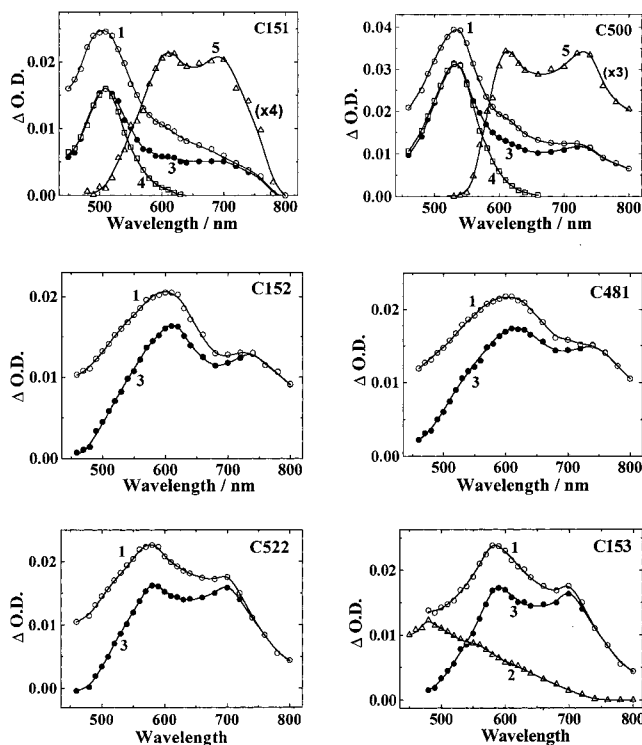 C151
1
5
(x4)
3
4
0.02
0.01
0.00
500 600 700 800
Δ O.D.
Wavelength / nm
C500
1
5
(x3)
3
4
0.04
0.03
0.02
0.01
0.00
500 600 700 800
Δ O.D.
Wavelength / nm
C152
1
3
0.02
0.01
0.00
500 600 700 800
Δ O.D.
Wavelength / nm
C481
1
3
0.02
0.01
0.00
500 600 700 800
Δ O.D.
Wavelength / nm
C522
1
3
0.02
0.01
0.00
500 600 700 800
Δ O.D.
Wavelength
C153
1
3
2
0.02
0.01
0.00
500 600 700 800
Δ O.D.
Wavelength